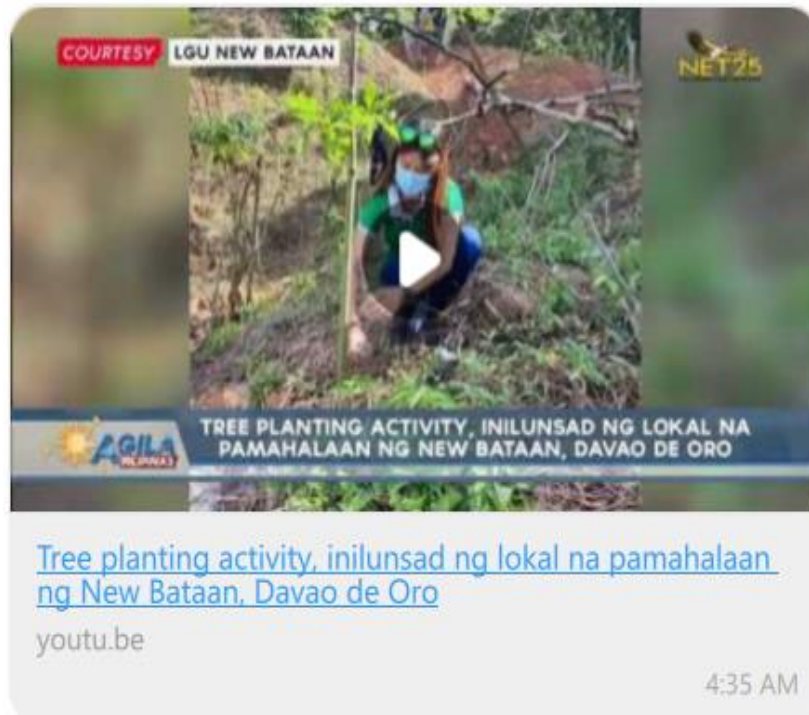 COURTESY LGU NEW BATAAN
NET25
AGILA
PILIPINAS
TREE PLANTING ACTIVITY, INILUNSAD NG LOKAL NA
PAMAHALAAN NG NEW BATAAN, DAVAO DE ORO
Tree planting activity, inilunsad ng lokal na pamahalaan
ng New Bataan, Davao de Oro
youtu.be
4:35 AM